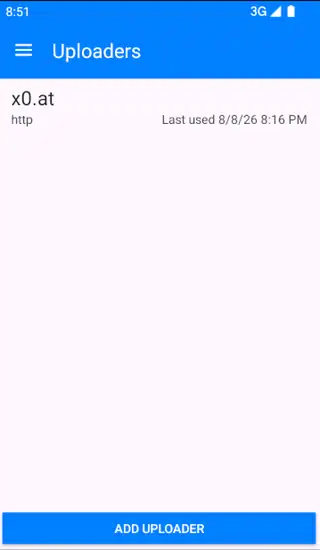 8:51 3G
Uploaders
x0.at
http Last used 8/8/26 8:16 PM
ADD UPLOADER